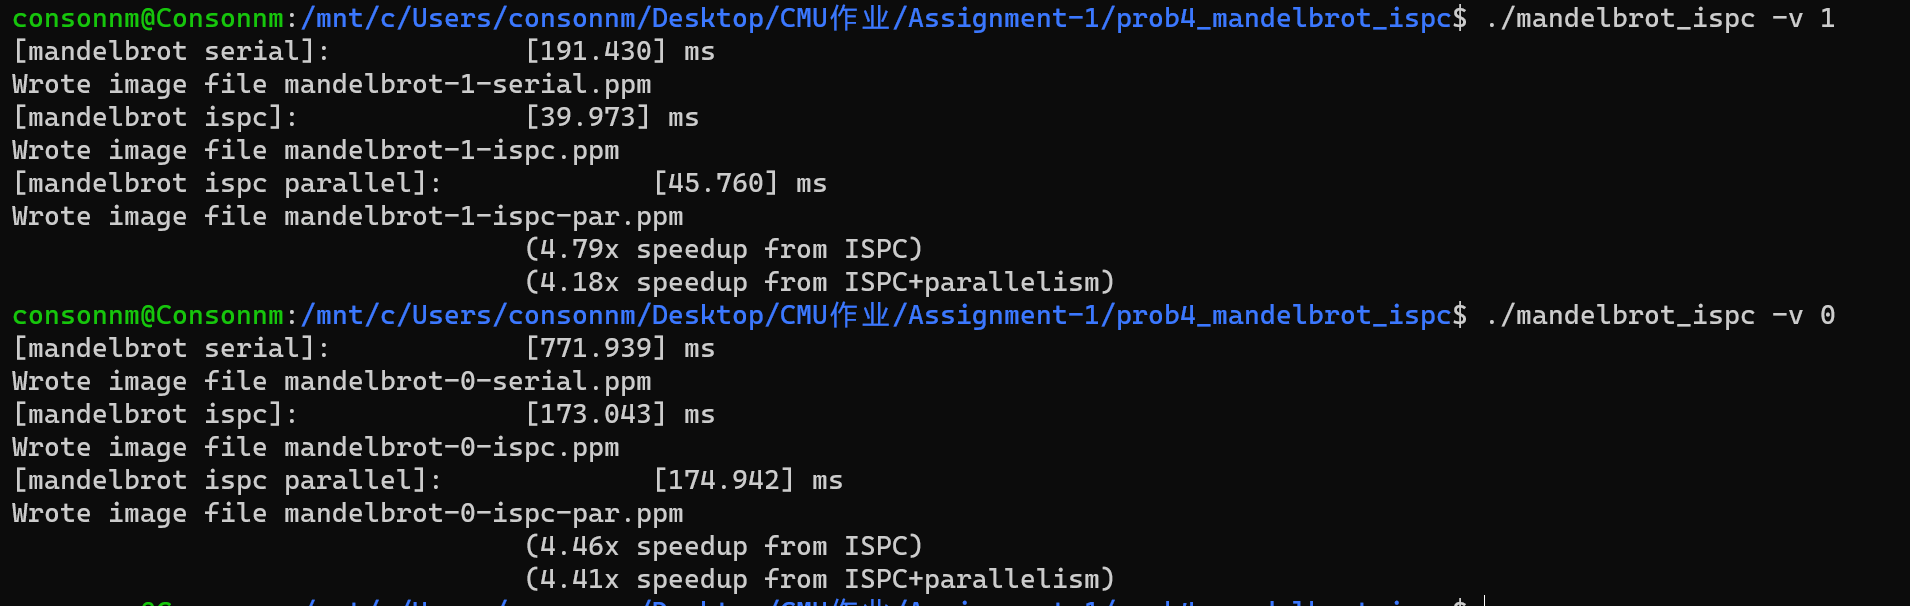 consonnm@Consonnm:/mnt/c/Users/consonnm/Desktop/CMU作业/Assignment-1/prob4_mandelbrot_ispc$ ./mandelbrot_ispc -v 1
[mandelbrot serial]: [191.430] ms
Wrote image file mandelbrot-1-serial.ppm
[mandelbrot ispc]: [39.973] ms
Wrote image file mandelbrot-1-ispc.ppm
[mandelbrot ispc parallel]: [45.760] ms
Wrote image file mandelbrot-1-ispc-par.ppm
(4.79x speedup from ISPC)
(4.18x speedup from ISPC+parallelism)
consonnm@Consonnm:/mnt/c/Users/consonnm/Desktop/CMU作业/Assignment-1/prob4_mandelbrot_ispc$ ./mandelbrot_ispc -v 0
[mandelbrot serial]: [771.939] ms
Wrote image file mandelbrot-0-serial.ppm
[mandelbrot ispc]: [173.043] ms
Wrote image file mandelbrot-0-ispc.ppm
[mandelbrot ispc parallel]: [174.942] ms
Wrote image file mandelbrot-0-ispc-par.ppm
(4.46x speedup from ISPC)
(4.41x speedup from ISPC+parallelism)